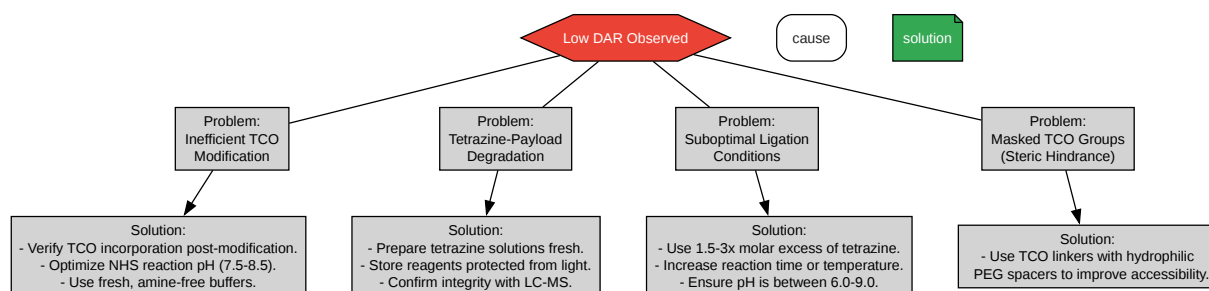 Low DAR Observed
cause
solution
Problem:
Inefficient TCO
Modification
Problem:
Tetrazine-Payload
Degradation
Problem:
Suboptimal Ligation
Conditions
Problem:
Masked TCO Groups
(Steric Hindrance)
Solution:
- Verify TCO incorporation post-modification.
- Optimize NHS reaction pH (7.5-8.5).
- Use fresh, amine-free buffers.
Solution:
- Prepare tetrazine solutions fresh.
- Store reagents protected from light.
- Confirm integrity with LC-MS.
Solution:
- Use 1.5-3x molar excess of tetrazine.
- Increase reaction time or temperature.
- Ensure pH is between 6.0-9.0.
Solution:
- Use TCO linkers with hydrophilic
PEG spacers to improve accessibility.